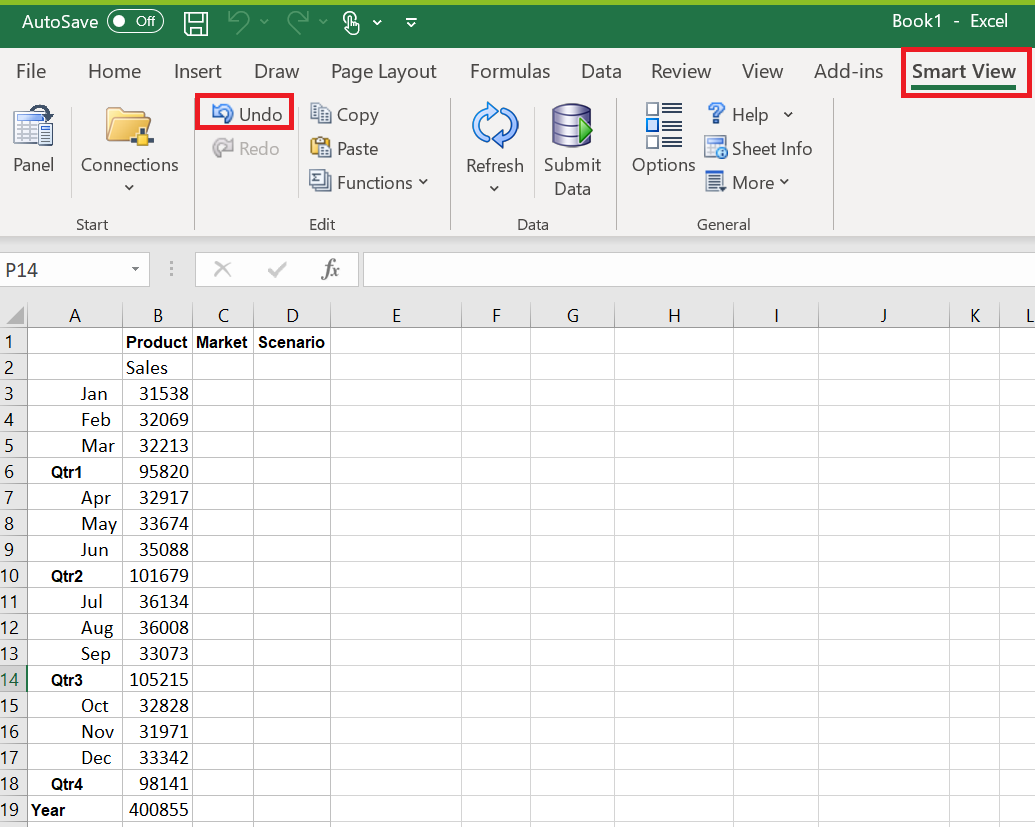 AutoSave Off Book1 - Excel
File Home Insert Draw Page Layout Formulas Data Review View Add-ins Smart View
Undo Copy Help
Redo Paste Sheet Info
Panel Connections Functions Refresh Submit Data Options More
Start Edit Data General
P14 fx
A B C D E F G H I J K L
1 Product Market Scenario
2 Sales
3 Jan 31538
4 Feb 32069
5 Mar 32213
6 Qtr1 95820
7 Apr 32917
8 May 33674
9 Jun 35088
10 Qtr2 101679
11 Jul 36134
12 Aug 36008
13 Sep 33073
14 Qtr3 105215
15 Oct 32828
16 Nov 31971
17 Dec 33342
18 Qtr4 98141
19 Year 400855